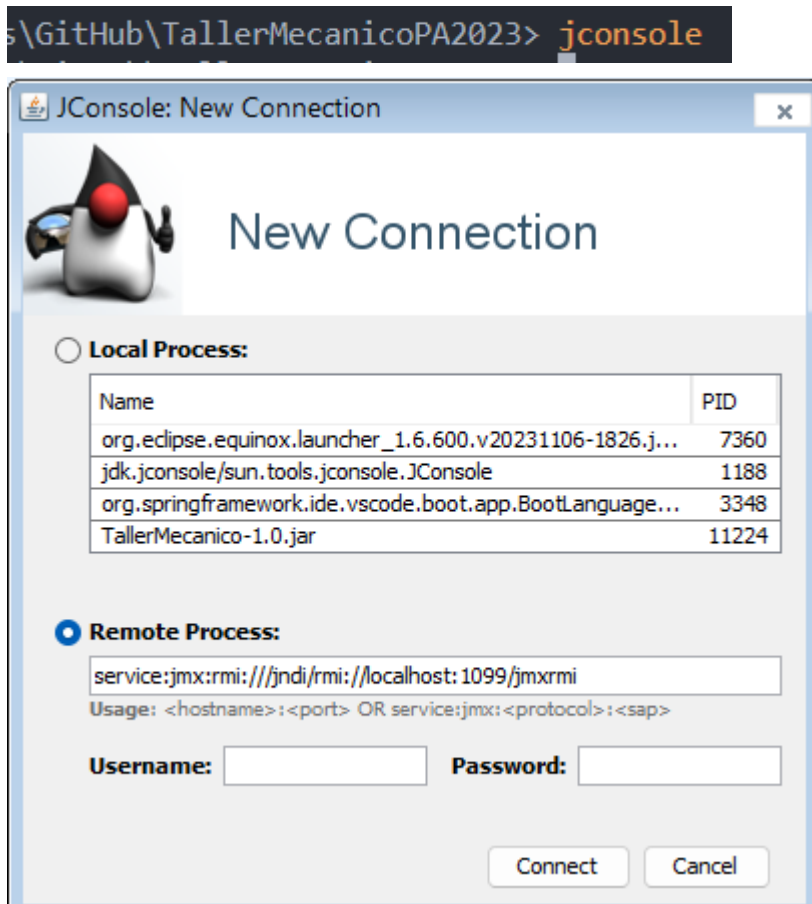 s\GitHub\TallerMecanicoPA2023> jconsole
JConsole: New Connection
New Connection
Local Process:
Name PID
org.eclipse.equinox.launcher_1.6.600.v20231106-1826.j... 7360
jdk.jconsole/sun.tools.jconsole.JConsole 1188
org.springframework.ide.vscode.boot.app.BootLanguage... 3348
TallerMecanico-1.0.jar 11224
Remote Process:
service:jmx:rmi:///jndi/rmi://localhost:1099/jmxrmi
Usage: <hostname>:<port> OR service:jmx:<protocol>:<sap>
Username: Password:
Connect Cancel